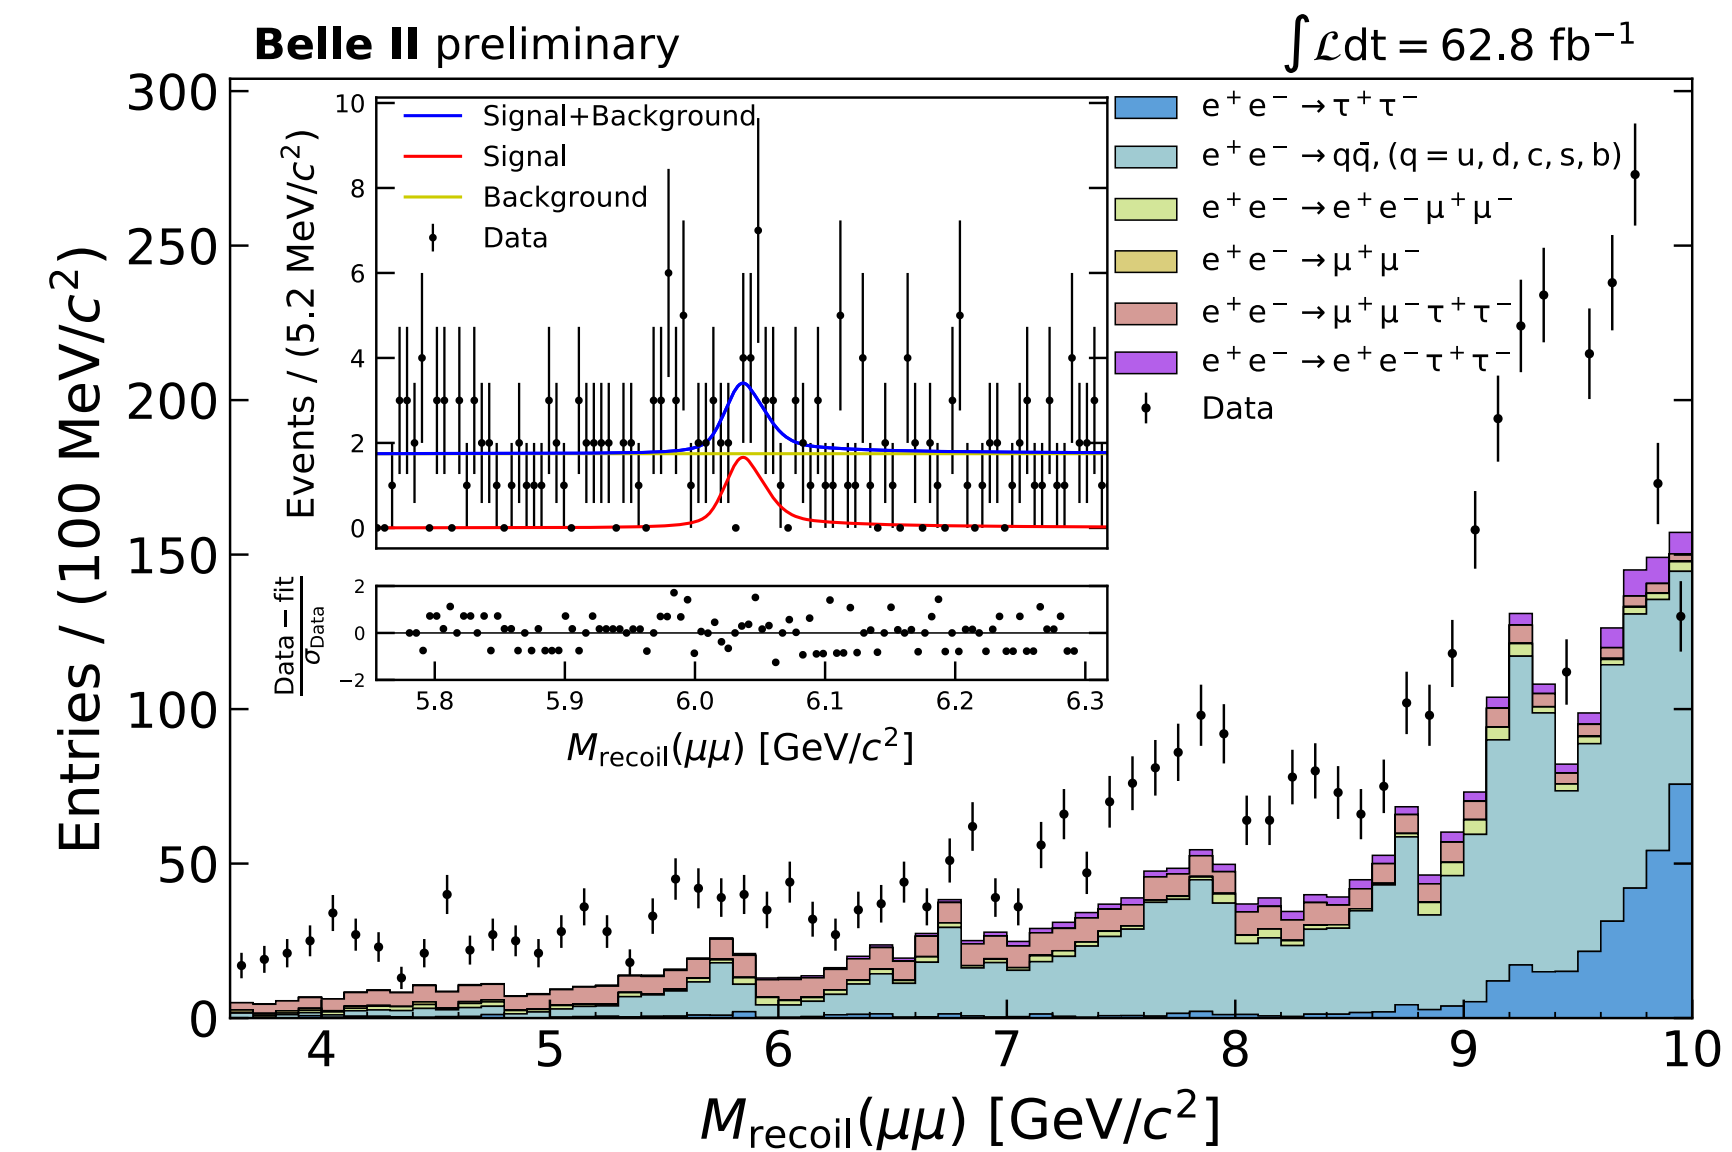 Belle II preliminary
∫ℒdt = 62.8 fb⁻¹
Entries / (100 MeV/c²)
300
250
200
150
100
50
0
4 5 6 7 8 9 10
M_recoil(μμ) [GeV/c²]
e⁺e⁻ → τ⁺τ⁻
e⁺e⁻ → qq̄, (q = u, d, c, s, b)
e⁺e⁻ → e⁺e⁻μ⁺μ⁻
e⁺e⁻ → μ⁺μ⁻
e⁺e⁻ → μ⁺μ⁻τ⁺τ⁻
e⁺e⁻ → e⁺e⁻τ⁺τ⁻
Data
Events / (5.2 MeV/c²)
10
8
6
4
2
0
Signal+Background
Signal
Background
Data
Data − fit
σ_Data
2
0
−2
5.8 5.9 6.0 6.1 6.2 6.3
M_recoil(μμ) [GeV/c²]